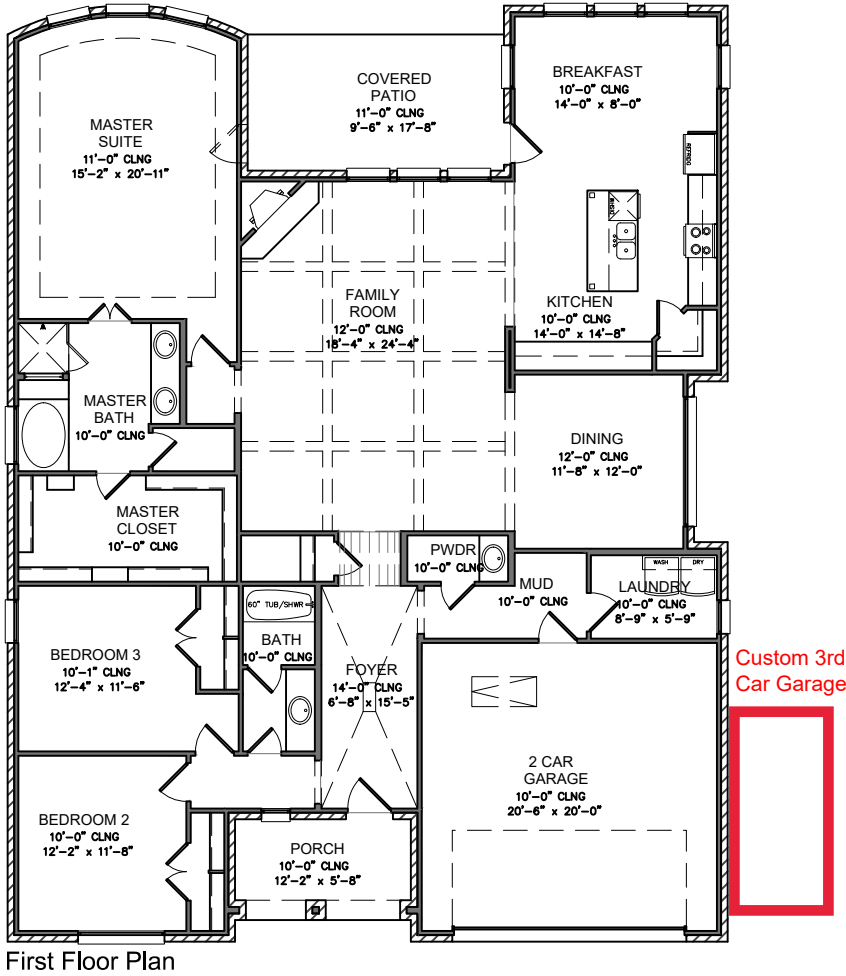 COVERED
PATIO
11'-0" CLNG
9'-6" x 17'-8"
BREAKFAST
10'-0" CLNG
14'-0" x 8'-0"
MASTER
SUITE
11'-0" CLNG
15'-2" x 20'-11"
REFRIG
KITCHEN
10'-0" CLNG
14'-0" x 14'-8"
FAMILY
ROOM
12'-0" CLNG
18'-4" x 24'-4"
MASTER
BATH
10'-0" CLNG
DINING
12'-0" CLNG
11'-8" x 12'-0"
MASTER
CLOSET
10'-0" CLNG
PWDR
10'-0" CLNG
MUD
10'-0" CLNG
WASH
DRY
LAUNDRY
10'-0" CLNG
8'-9" x 5'-9"
60" TUB/SHWR
BATH
10'-0" CLNG
BEDROOM 3
10'-1" CLNG
12'-4" x 11'-6"
FOYER
14'-0" CLNG
6'-8" x 15'-5"
Custom 3rd
Car Garage
2 CAR
GARAGE
10'-0" CLNG
20'-6" x 20'-0"
BEDROOM 2
10'-0" CLNG
12'-2" x 11'-8"
PORCH
10'-0" CLNG
12'-2" x 5'-8"
First Floor Plan